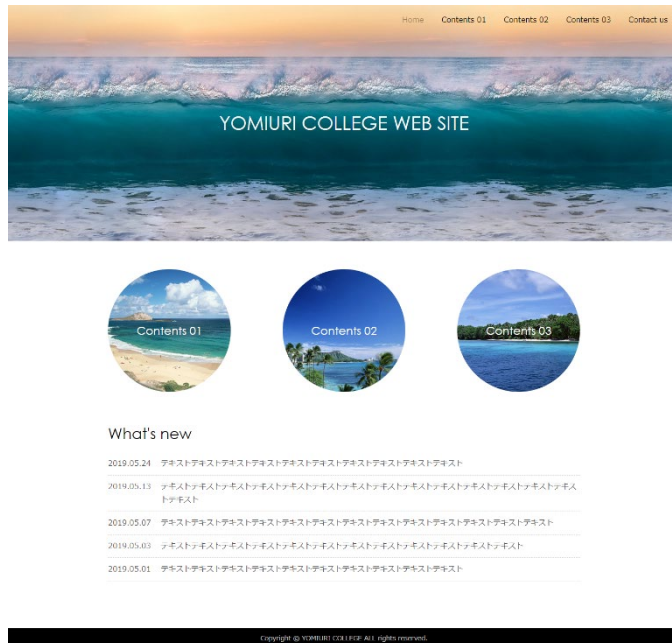 Home Contents 01 Contents 02 Contents 03 Contact us
YOMIURI COLLEGE WEB SITE
Contents 01 Contents 02 Contents 03
What's new
2019.05.24 テキストテキストテキストテキストテキストテキストテキストテキストテキストテキスト
2019.05.13 テキストテキストテキストテキストテキストテキストテキストテキストテキストテキストテキストテキストテキストテキス
トテキスト
2019.05.07 テキストテキストテキストテキストテキストテキストテキストテキストテキストテキストテキストテキストテキスト
2019.05.03 テキストテキストテキストテキストテキストテキストテキストテキストテキストテキストテキストテキスト
2019.05.01 テキストテキストテキストテキストテキストテキストテキストテキストテキストテキスト
Copyright @ YOMIURI COLLEGE ALL rights reserved.